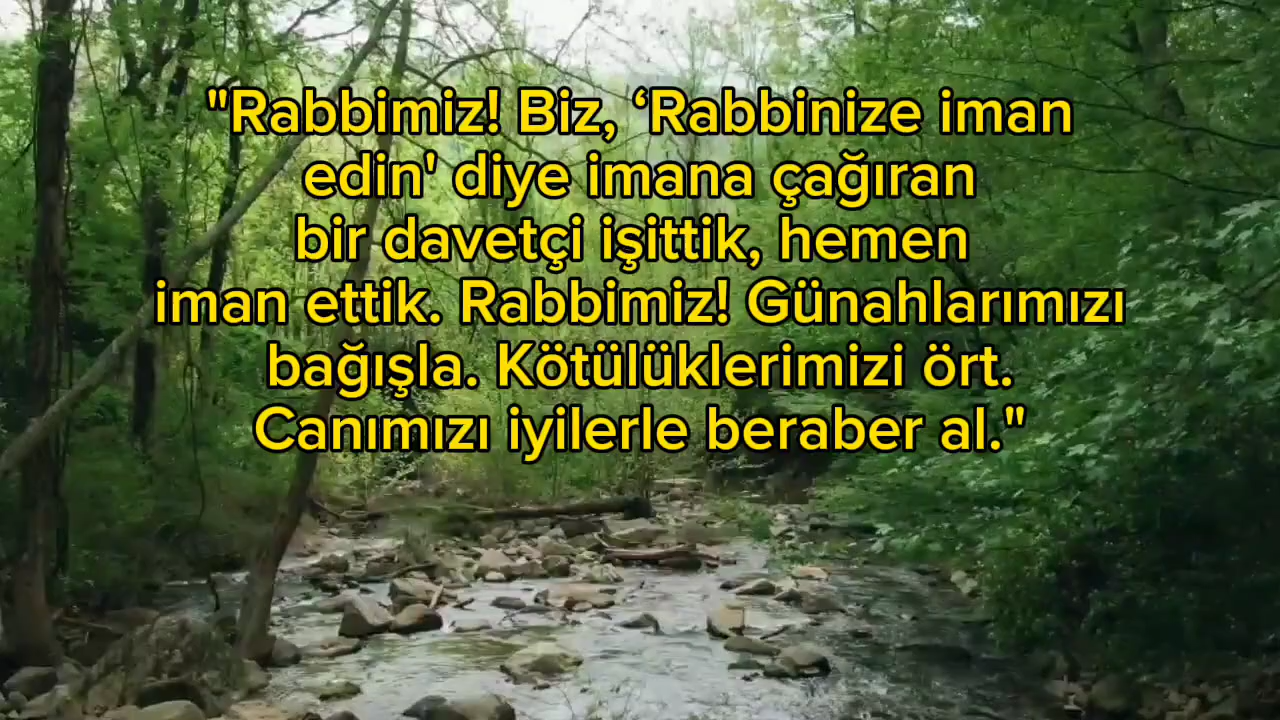 "Rabbimiz! Biz, ‘Rabbinize iman
edin' diye imana çağıran
bir davetçi işittik, hemen
iman ettik. Rabbimiz! Günahlarımızı
bağışla. Kötülüklerimizi ört.
Canımızı iyilerle beraber al."